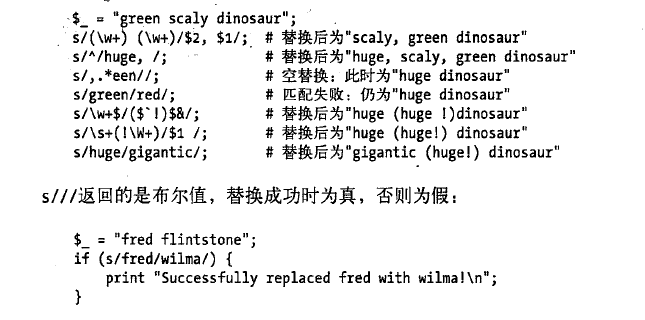 $_ = "green scaly dinosaur";
s/(\w+) (\w+)/$2, $1/; # 替换后为"scaly, green dinosaur"
s/^/huge, /; # 替换后为"huge, scaly, green dinosaur"
s/,.*een//; # 空替换：此时为"huge dinosaur"
s/green/red/; # 匹配失败：仍为"huge dinosaur"
s/\w+$/($`!)$&/; # 替换后为"huge (huge !)dinosaur"
s/\s+(!\W+)/$1 /; # 替换后为"huge (huge!) dinosaur"
s/huge/gigantic/; # 替换后为"gigantic (huge!) dinosaur"
s///返回的是布尔值，替换成功时为真，否则为假：
$_ = "fred flintstone";
if (s/fred/wilma/) {
print "Successfully replaced fred with wilma!\n";
}